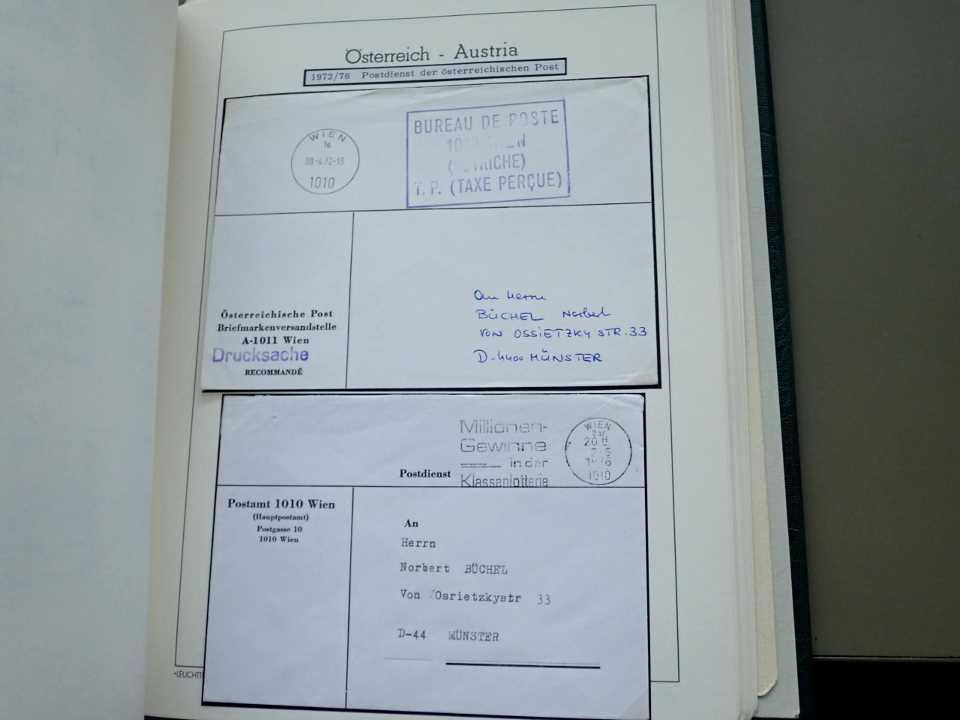 Österreich - Austria
1972/76 Postdienst der österreichischen Post
WIEN
1010
BUREAU DE POSTE
T. P. (TAXE PERÇUE)
Österreichische Post
Briefmarkenversandstelle
A-1011 Wien
Drucksache
RECOMMANDÉ
An Herrn
BÜCHEL Norbert
VON OSSIETZKY STR. 33
D-4400 MÜNSTER
Millionen-
Gewinne
in der
Klassenlotterie
WIEN
1010
Postdienst
Postamt 1010 Wien
(Hauptpostamt)
Postgasse 10
1010 Wien
An
Herrn
Norbert BÜCHEL
Von Osrietzkystr 33
D-44 MÜNSTER